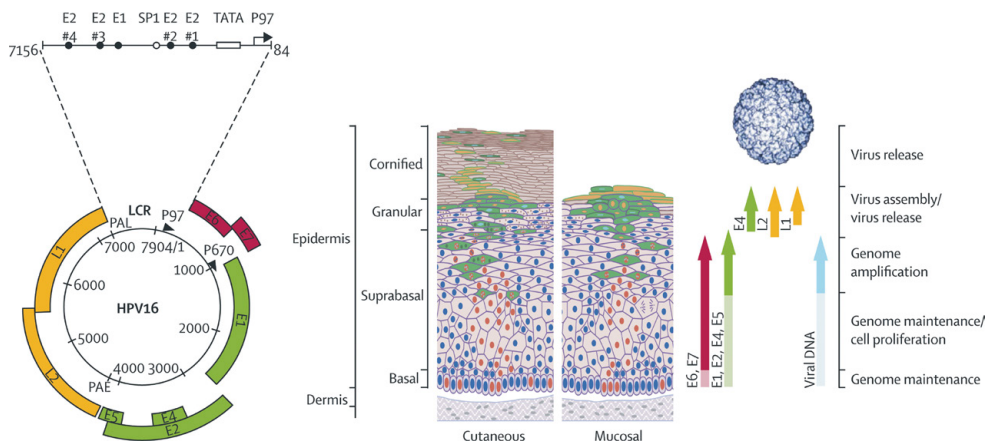 E2 E2 E1 SP1 E2 E2 TATA P97
#4 #3 #2 #1
7156 84
LCR
PAL P97
7000 7904/1 P670
E6
E7
L1
1000
6000
HPV16
E1
5000 2000
L2
PAE 4000 3000
E5 E4
E2
Epidermis
Dermis
Cornified
Granular
Suprabasal
Basal
Cutaneous Mucosal
E6, E7
E1, E2, E4, E5
E4
L2
L1
Viral DNA
Virus release
Virus assembly/
virus release
Genome
amplification
Genome maintenance/
cell proliferation
Genome maintenance